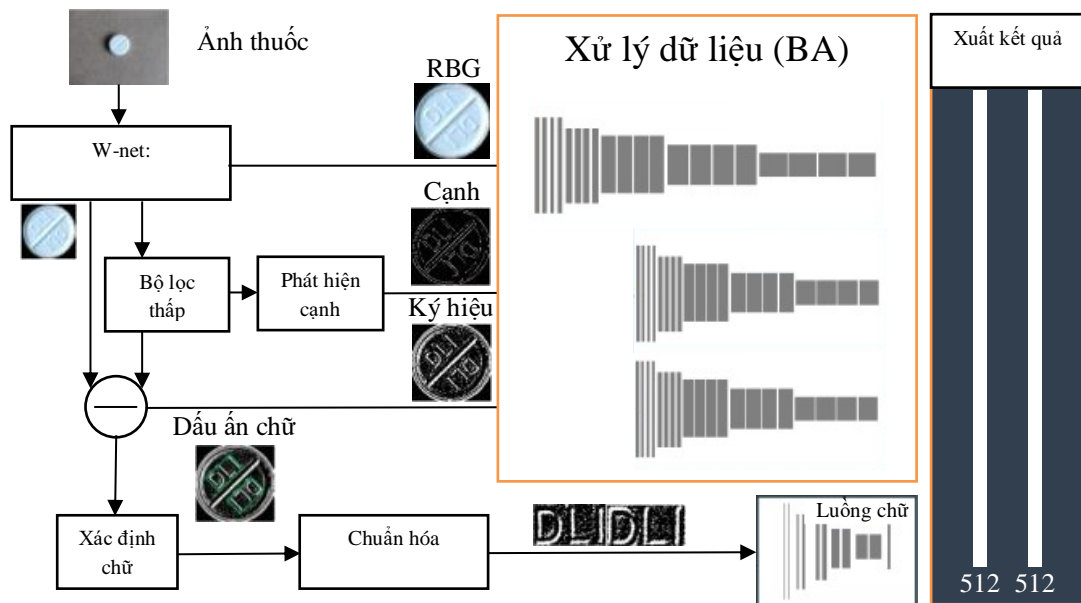 Ảnh thuốc
Xử lý dữ liệu (BA)
Xuất kết quả
RBG
W-net:
Cạnh
Bộ lọc
thấp
Phát hiện
cạnh
Ký hiệu
Dấu ấn chữ
Xác định
chữ
Chuẩn hóa
DLIDLI
Luồng chữ
512 512